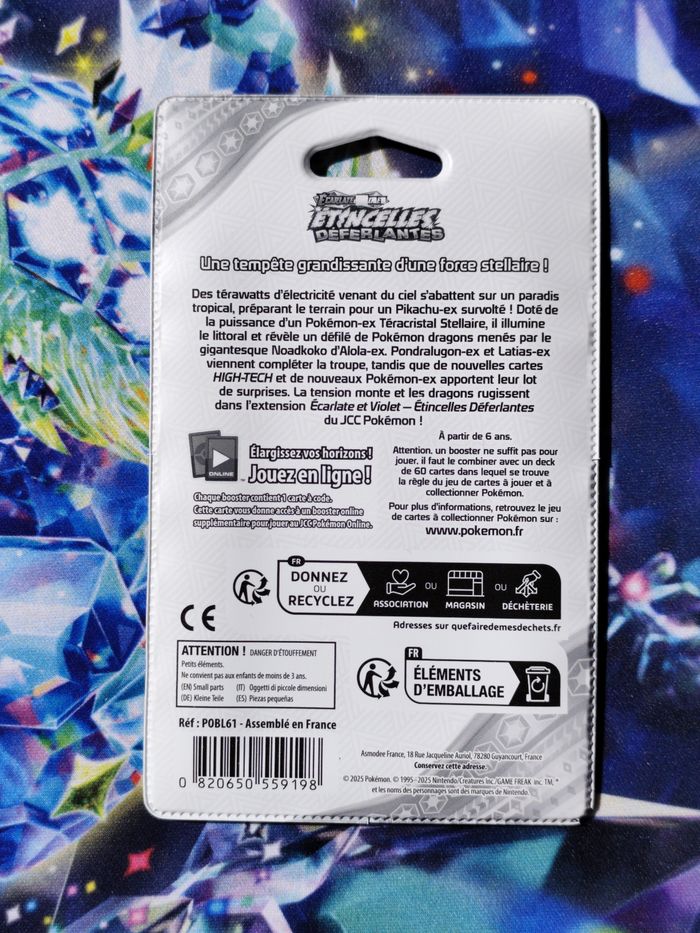 ÉCARLATE
ÉTINCELLES
DÉFERLANTES
Une tempête grandissante d'une force stellaire !
Des térawatts d'électricité venant du ciel s'abattent sur un paradis
tropical, préparant le terrain pour un Pikachu-ex survolté ! Doté de
la puissance d'un Pokémon-ex Téracristal Stellaire, il illumine
le littoral et révèle un défilé de Pokémon dragons menés par le
gigantesque Noadkoko d'Alola-ex. Pondralugon-ex et Latias-ex
viennent compléter la troupe, tandis que de nouvelles cartes
HIGH-TECH et de nouveaux Pokémon-ex apportent leur lot
de surprises. La tension monte et les dragons rugissent
dans l'extension Écarlate et Violet – Étincelles Déferlantes
du JCC Pokémon !
ONLINE
™
Élargissez vos horizons !
Jouez en ligne !
Chaque booster contient 1 carte à code.
Cette carte vous donne accès à un booster online
supplémentaire pour jouer au JCC Pokémon Online.
À partir de 6 ans.
Attention, un booster ne suffit pas pour
jouer, il faut le combiner avec un deck
de 60 cartes dans lequel se trouve
la règle du jeu de cartes à jouer et à
collectionner Pokémon.
Pour plus d'informations, retrouvez le jeu
de cartes à collectionner Pokémon sur :
www.pokemon.fr
FR
DONNEZ
OU
RECYCLEZ
ASSOCIATION
OU
MAGASIN
OU
DÉCHÈTERIE
Adresses sur quefairedemesdechets.fr
CE
ATTENTION ! DANGER D'ÉTOUFFEMENT
Petits éléments.
Ne convient pas aux enfants de moins de 3 ans.
(EN) Small parts (IT) Oggetti di piccole dimensioni
(DE) Kleine Teile (ES) Piezas pequeñas
FR
ÉLÉMENTS
D'EMBALLAGE
Réf : POBL61 - Assemblé en France
0 820650 559198
Asmodee France, 18 Rue Jacqueline Auriol, 78280 Guyancourt, France
Conservez cette adresse.
© 2025 Pokémon. © 1995–2025 Nintendo/Creatures Inc./GAME FREAK inc. TM, ®
et les noms des personnages sont des marques de Nintendo.